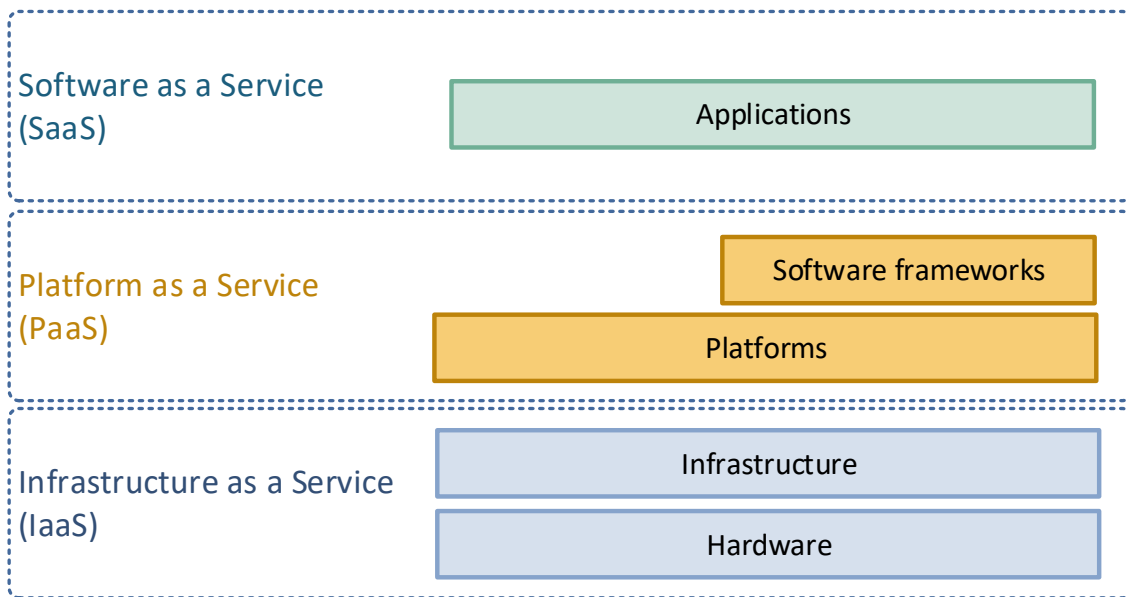 Software as a Service
(SaaS)
Applications
Platform as a Service
(PaaS)
Software frameworks
Platforms
Infrastructure as a Service
(IaaS)
Infrastructure
Hardware